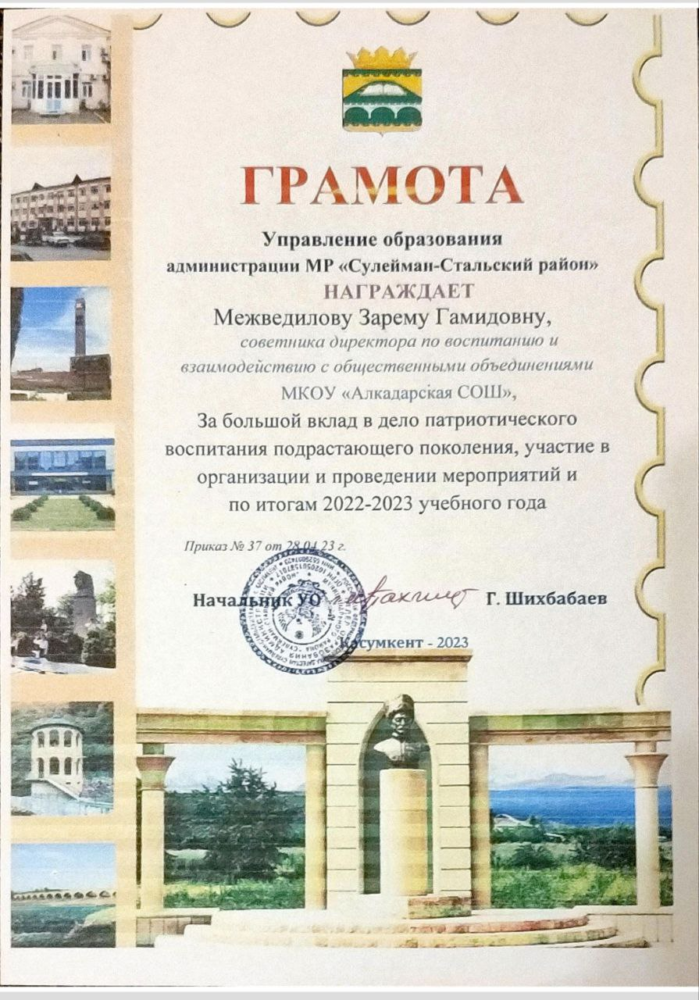 ГРАМОТА
Управление образования
администрации МР «Сулейман-Стальский район»
НАГРАЖДАЕТ
Межведилову Зарему Гамидовну,
советника директора по воспитанию и
взаимодействию с общественными объединениями
МКОУ «Алкадарская СОШ»,
За большой вклад в дело патриотического
воспитания подрастающего поколения, участие в
организации и проведении мероприятий и
по итогам 2022-2023 учебного года
Приказ № 37 от 28.04.23 г.
Начальник УО
Г. Шихбабаев
Касумкент - 2023